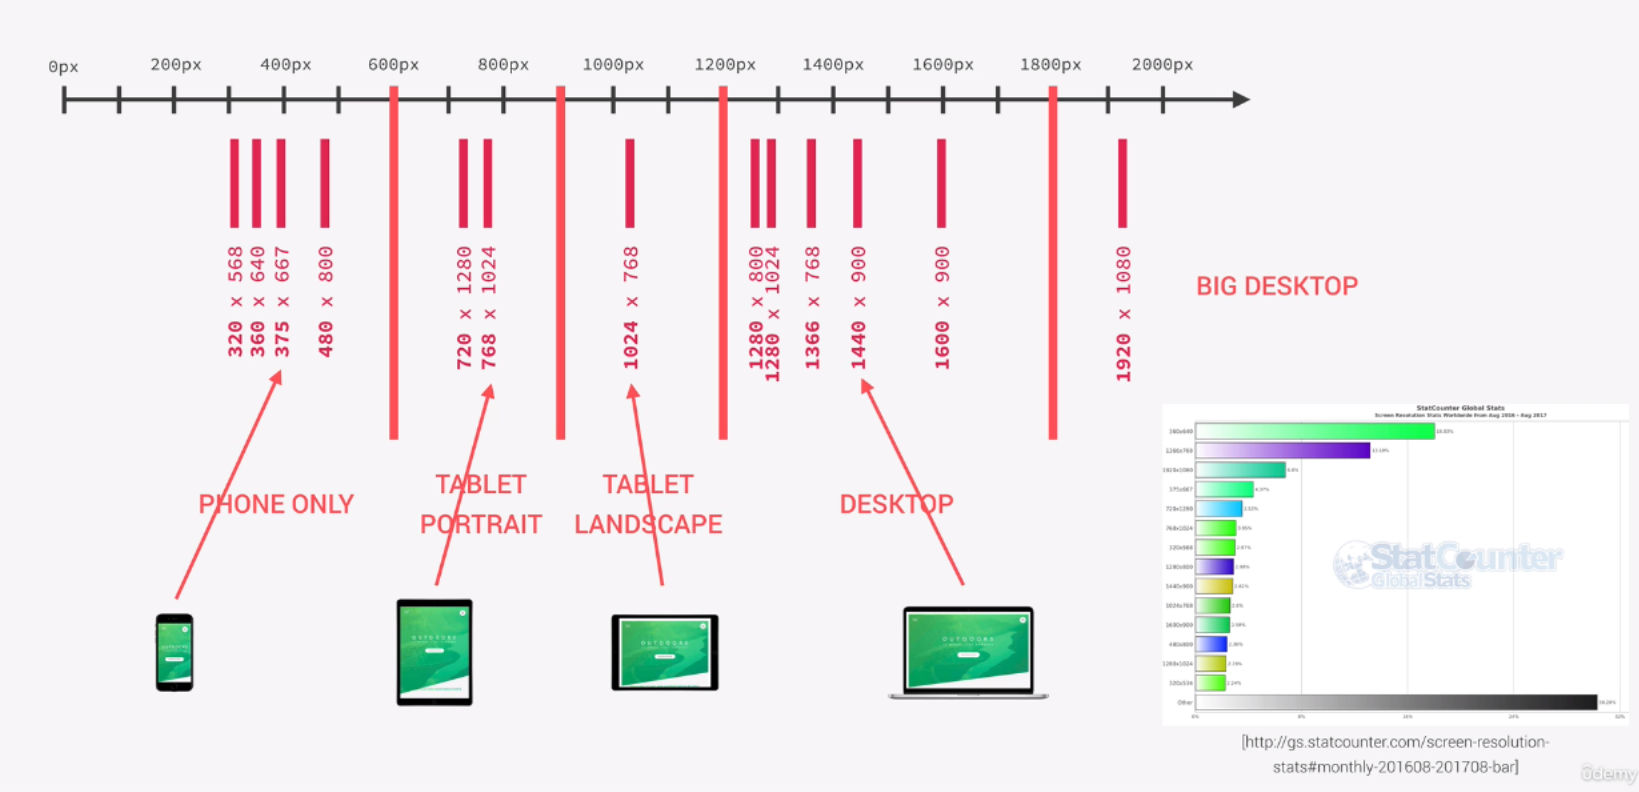 0px 200px 400px 600px 800px 1000px 1200px 1400px 1600px 1800px 2000px
320 x 568
360 x 640
375 x 667
480 x 800
720 x 1280
768 x 1024
1024 x 768
1280 x 800
1280 x 1024
1366 x 768
1440 x 900
1600 x 900
1920 x 1080
BIG DESKTOP
PHONE ONLY
TABLET
PORTRAIT
TABLET
LANDSCAPE
DESKTOP
OUTDOORS
OUTDOORS
OUTDOORS
StatCounter Global Stats
Screen Resolution Stats Worldwide from Aug 2016 - Aug 2017
360x640
1366x768
1920x1080
375x667
720x1280
768x1024
320x568
1280x800
1440x900
1024x768
1600x900
480x800
1280x1024
320x534
Other
StatCounter
GlobalStats
[http://gs.statcounter.com/screen-resolution-
stats#monthly-201608-201708-bar]
ûdemy